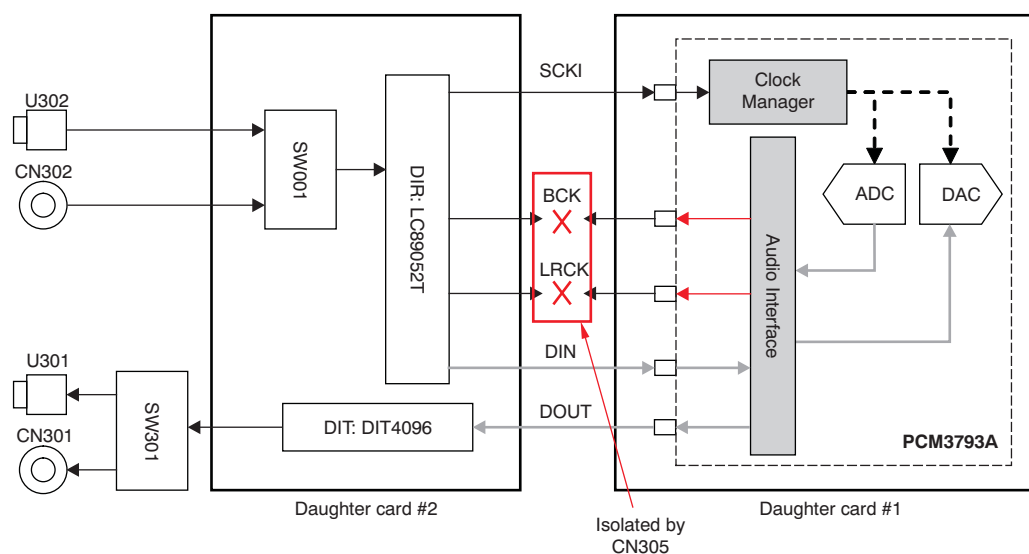 U302
CN302
SW001
DIR: LC89052T
SCKI
BCK
LRCK
DIN
DOUT
Clock
Manager
ADC
DAC
Audio Interface
PCM3793A
U301
CN301
SW301
DIT: DIT4096
Daughter card #2
Daughter card #1
Isolated by
CN305